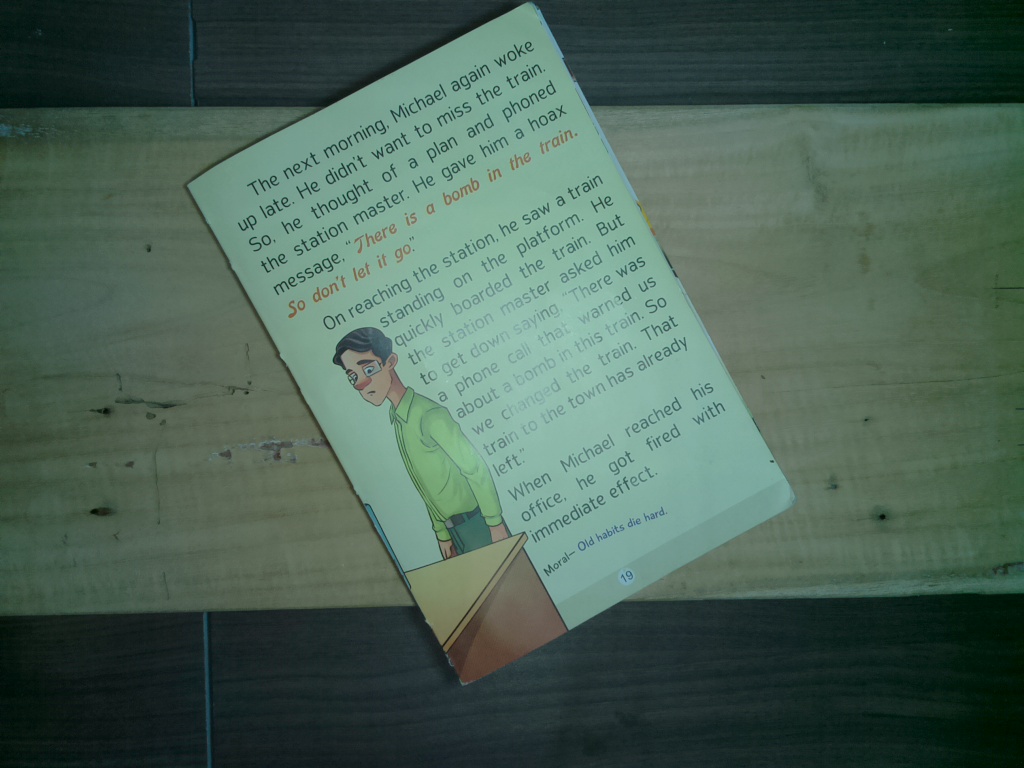 The next morning, Michael again woke
up late. He didn't want to miss the train.
So, he thought of a plan and phoned
the station master. He gave him a hoax
message, "There is a bomb in the train.
So don't let it go."
On reaching the station, he saw a train
standing on the platform. He
quickly boarded the train. But
the station master asked him
to get down saying, "There was
a phone call that warned us
about a bomb in this train. So
we changed the train. That
train to the town has already
left."
When Michael reached his
office, he got fired with
immediate effect.
Moral– Old habits die hard.
19